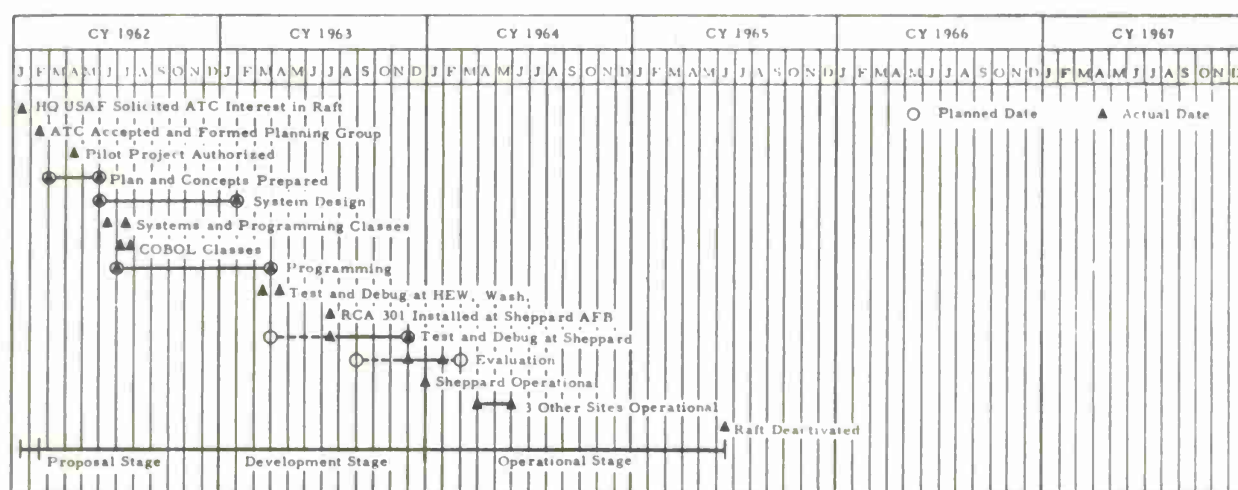 CY 1962 CY 1963 CY 1964 CY 1965 CY 1966 CY 1967
J F M A M J J A S O N D J F M A M J J A S O N D J F M A M J J A S O N D J F M A M J J A S O N D J F M A M J J A S O N D J F M A M J J A S O N D
HQ USAF Solicited ATC Interest in Raft
Planned Date Actual Date
ATC Accepted and Formed Planning Group
Pilot Project Authorized
Plan and Concepts Prepared
System Design
Systems and Programming Classes
COBOL Classes
Programming
Test and Debug at HEW, Wash.
RCA 301 Installed at Sheppard AFB
Test and Debug at Sheppard
Evaluation
Sheppard Operational
3 Other Sites Operational
Raft Deactivated
Proposal Stage Development Stage Operational Stage